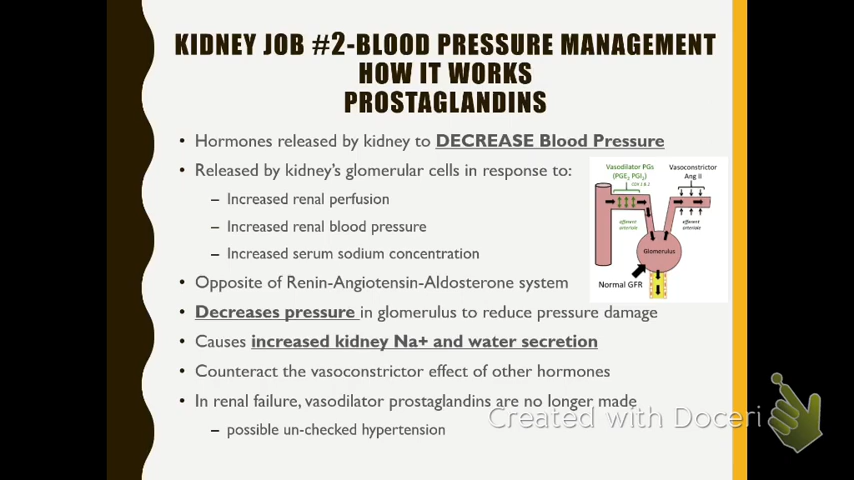 KIDNEY JOB #2-BLOOD PRESSURE MANAGEMENT
HOW IT WORKS
PROSTAGLANDINS
• Hormones released by kidney to DECREASE Blood Pressure
• Released by kidney's glomerular cells in response to:
– Increased renal perfusion
– Increased renal blood pressure
– Increased serum sodium concentration
• Opposite of Renin-Angiotensin-Aldosterone system
• Decreases pressure in glomerulus to reduce pressure damage
• Causes increased kidney Na+ and water secretion
• Counteract the vasoconstrictor effect of other hormones
• In renal failure, vasodilator prostaglandins are no longer made
– possible un-checked hypertension
Vasodilator PGs
(PGE2 PGI2)
COX 1 & 2
Vasoconstrictor
Ang II
afferent
arteriole
efferent
arteriole
Glomerulus
Normal GFR
Created with Doceri